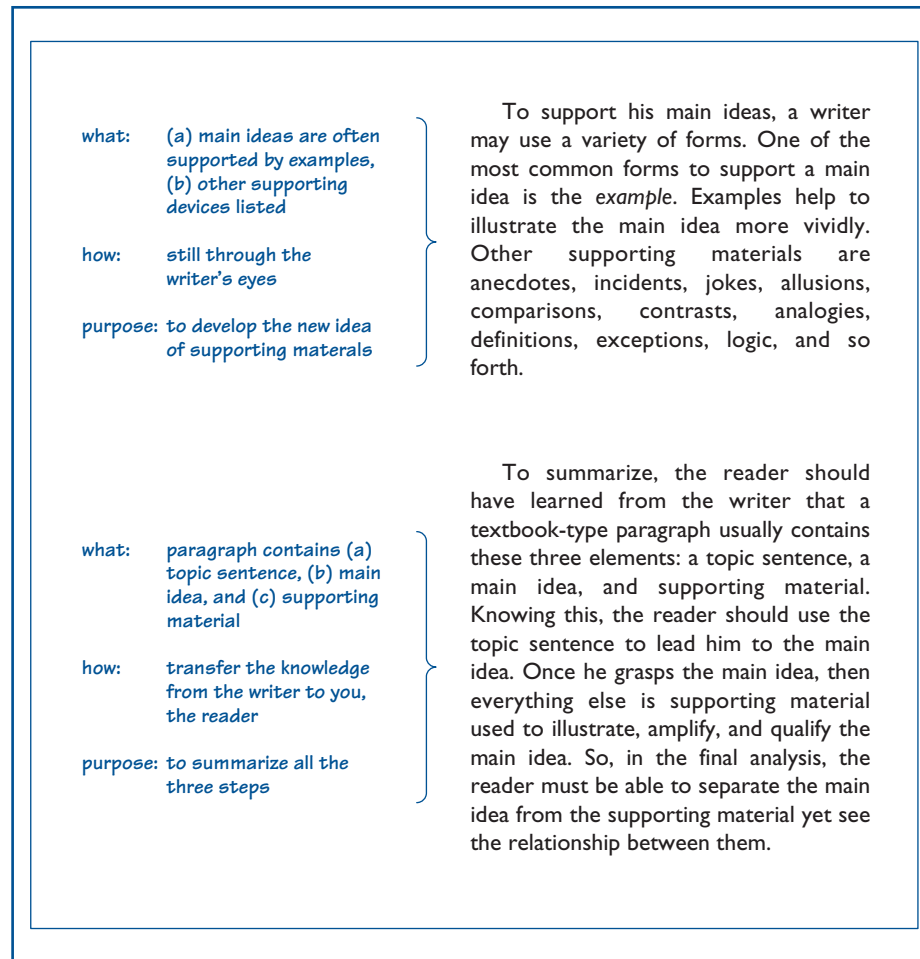 what: (a) main ideas are often
supported by examples,
(b) other supporting
devices listed
how: still through the
writer's eyes
purpose: to develop the new idea
of supporting materals
To support his main ideas, a writer
may use a variety of forms. One of the
most common forms to support a main
idea is the example. Examples help to
illustrate the main idea more vividly.
Other supporting materials are
anecdotes, incidents, jokes, allusions,
comparisons, contrasts, analogies,
definitions, exceptions, logic, and so
forth.
what: paragraph contains (a)
topic sentence, (b) main
idea, and (c) supporting
material
how: transfer the knowledge
from the writer to you,
the reader
purpose: to summarize all the
three steps
To summarize, the reader should
have learned from the writer that a
textbook-type paragraph usually contains
these three elements: a topic sentence, a
main idea, and supporting material.
Knowing this, the reader should use the
topic sentence to lead him to the main
idea. Once he grasps the main idea, then
everything else is supporting material
used to illustrate, amplify, and qualify the
main idea. So, in the final analysis, the
reader must be able to separate the main
idea from the supporting material yet see
the relationship between them.